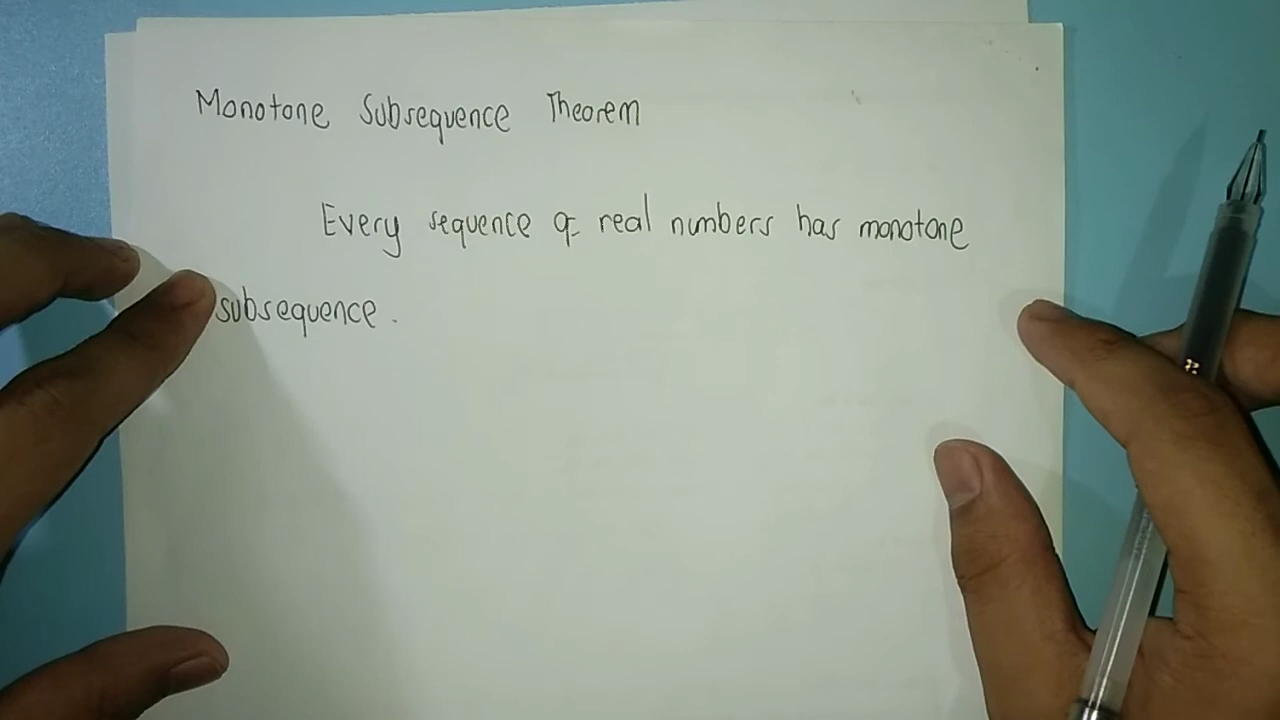 Monotone Subsequence Theorem
Every sequence of real numbers has monotone
subsequence.